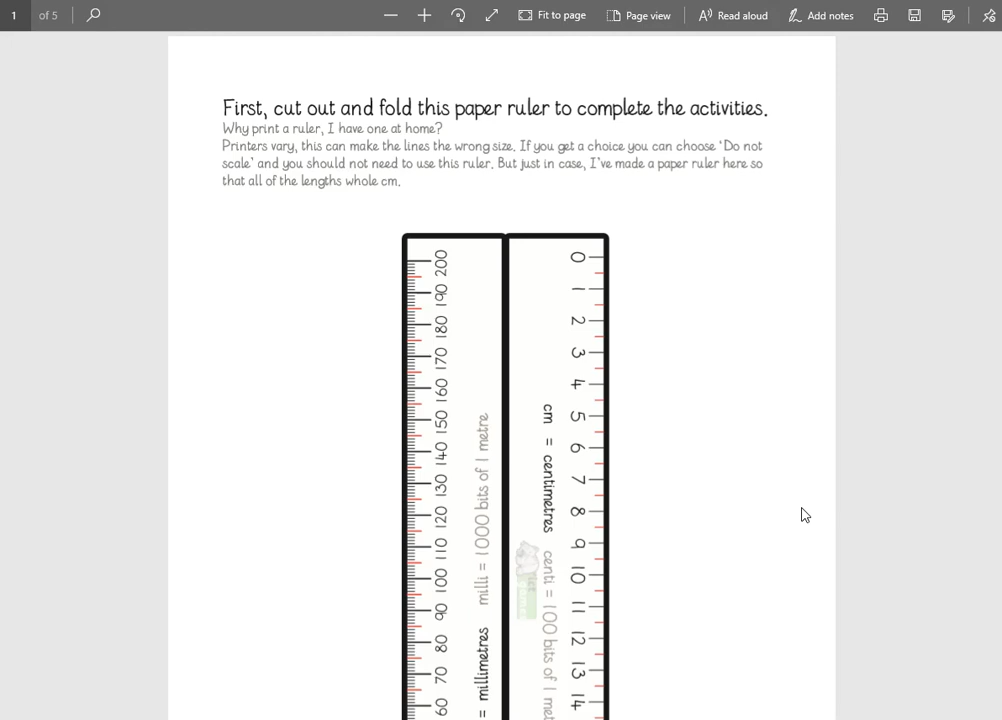 1 of 5 Fit to page Page view Read aloud Add notes
First, cut out and fold this paper ruler to complete the activities.
Why print a ruler, I have one at home?
Printers vary, this can make the lines the wrong size. If you get a choice you can choose 'Do not
scale' and you should not need to use this ruler. But just in case, I've made a paper ruler here so
that all of the lengths whole cm.
200 190 180 170 160 150 140 130 120 110 100 90 80 70 60
= millimetres milli = 1000 bits of 1 metre
cm = centimetres centi = 100 bits of 1 met
0 1 2 3 4 5 6 7 8 9 10 11 12 13 14